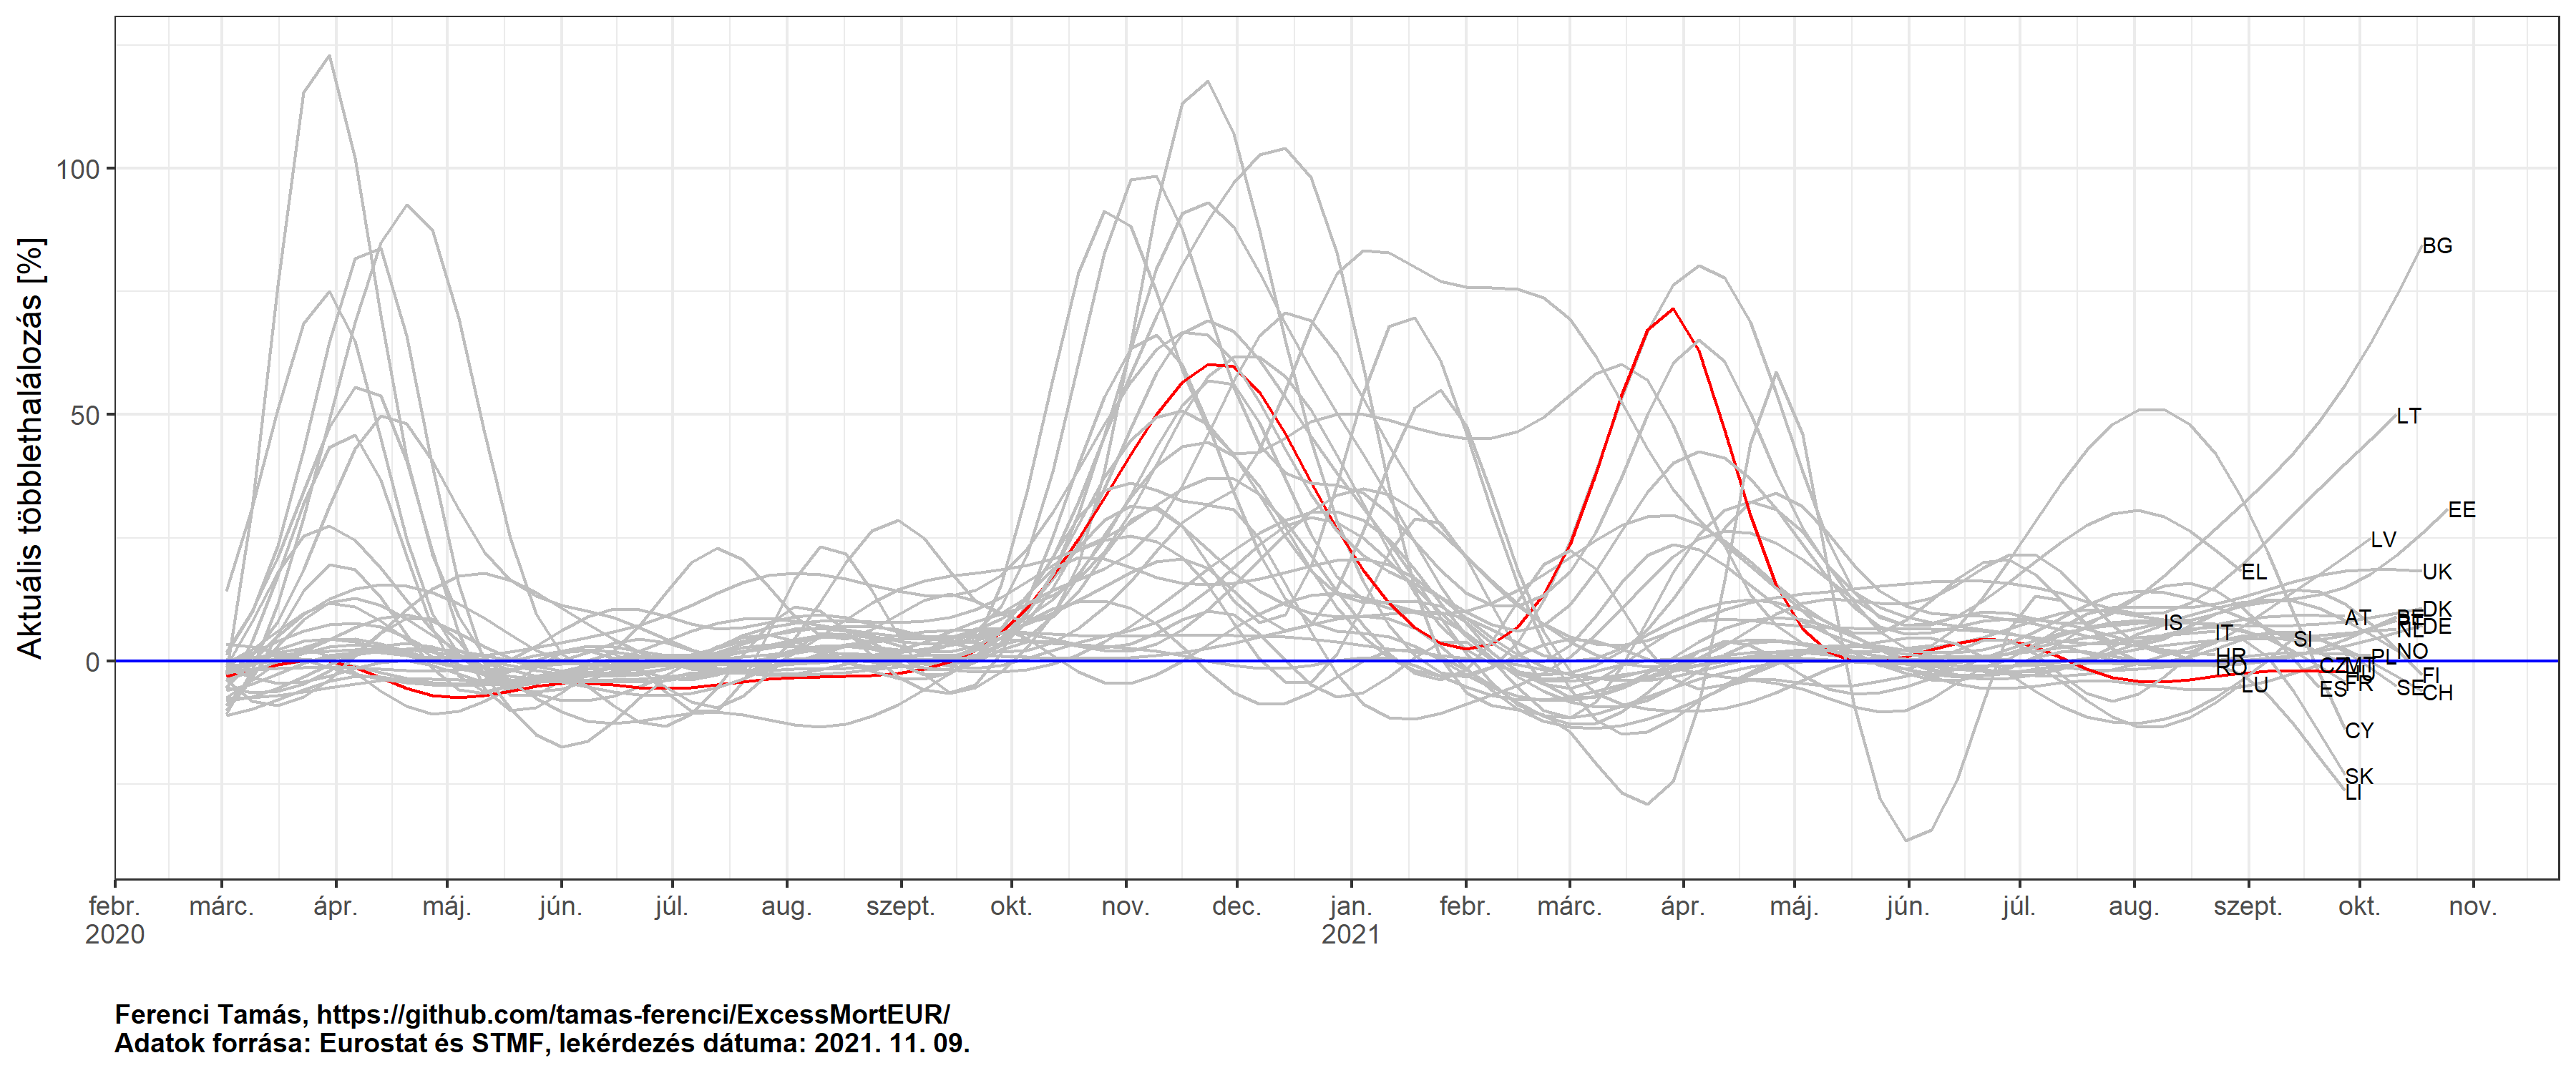 Aktuális többlethalálozás [%]
100
50
0
BG
LT
EE
LV
EL
UK
IS
AT
BE
DK
IT
SI
NL
DE
HR
PL
NO
RO
CZ
MT
HU
FI
LU
ES
FR
SE
CH
CY
SK
LI
febr. márc. ápr. máj. jún. júl. aug. szept. okt. nov. dec. jan. febr. márc. ápr. máj. jún. júl. aug. szept. okt. nov.
2020 2021
Ferenci Tamás, https://github.com/tamas-ferenci/ExcessMortEUR/
Adatok forrása: Eurostat és STMF, lekérdezés dátuma: 2021. 11. 09.